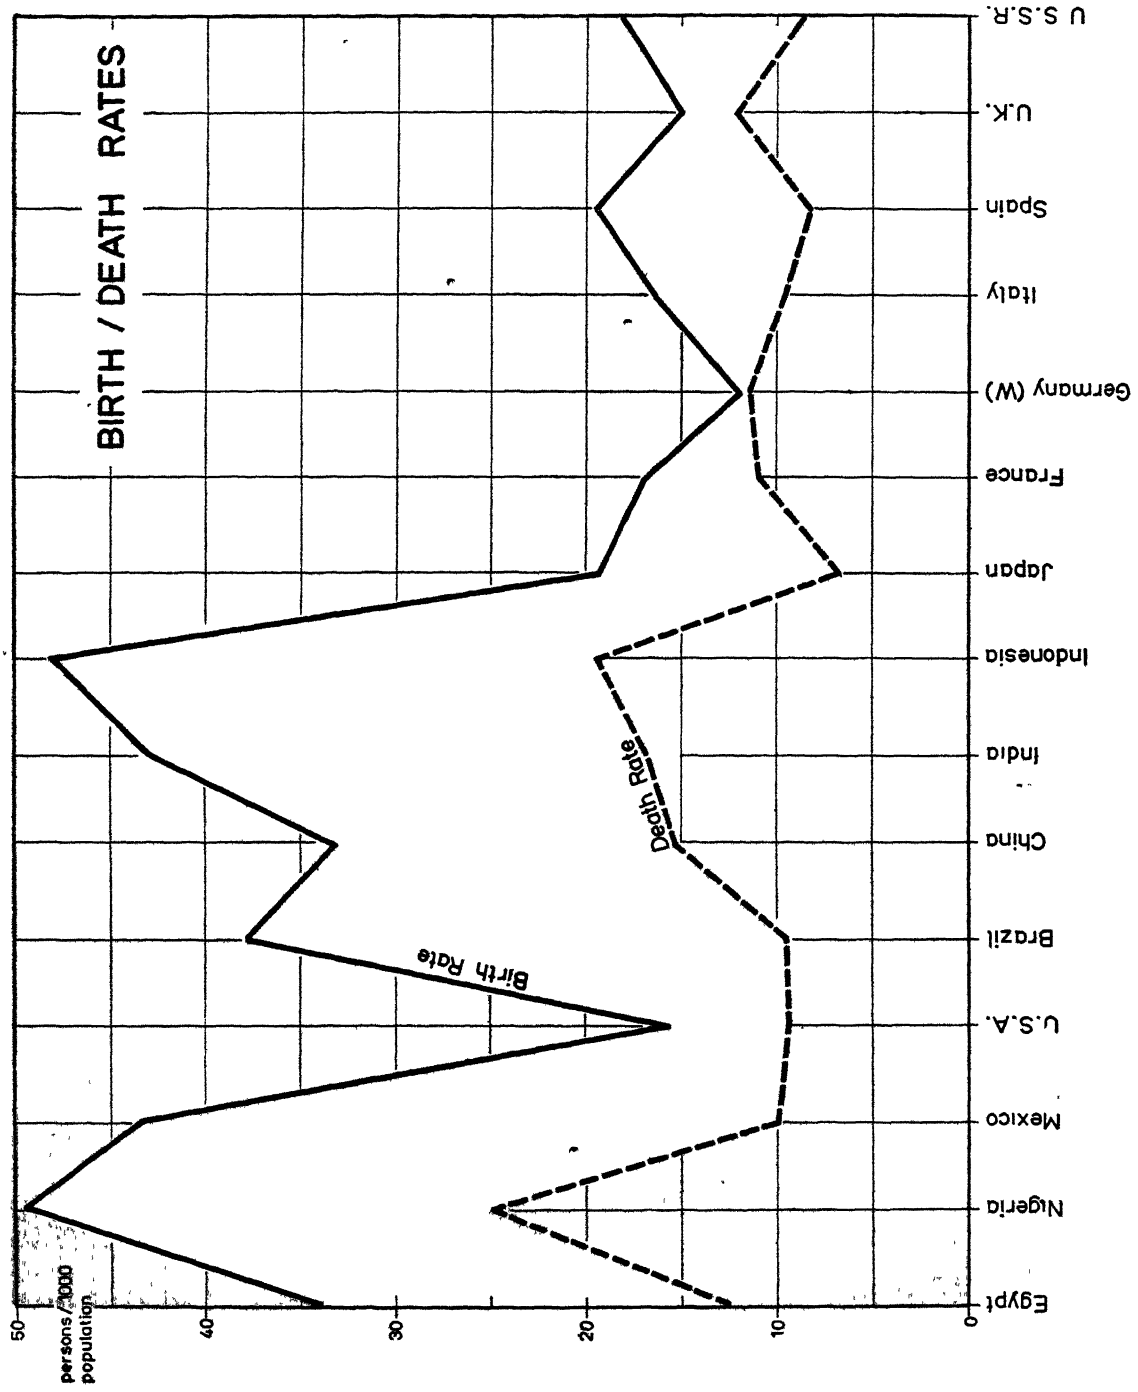 BIRTH / DEATH RATES
persons / 1000
population
50
40
30
20
10
0
Birth Rate
Death Rate
Egypt
Nigeria
Mexico
U.S.A.
Brazil
China
India
Indonesia
Japan
France
Germany (W)
Italy
Spain
U.K.
U.S.S.R.